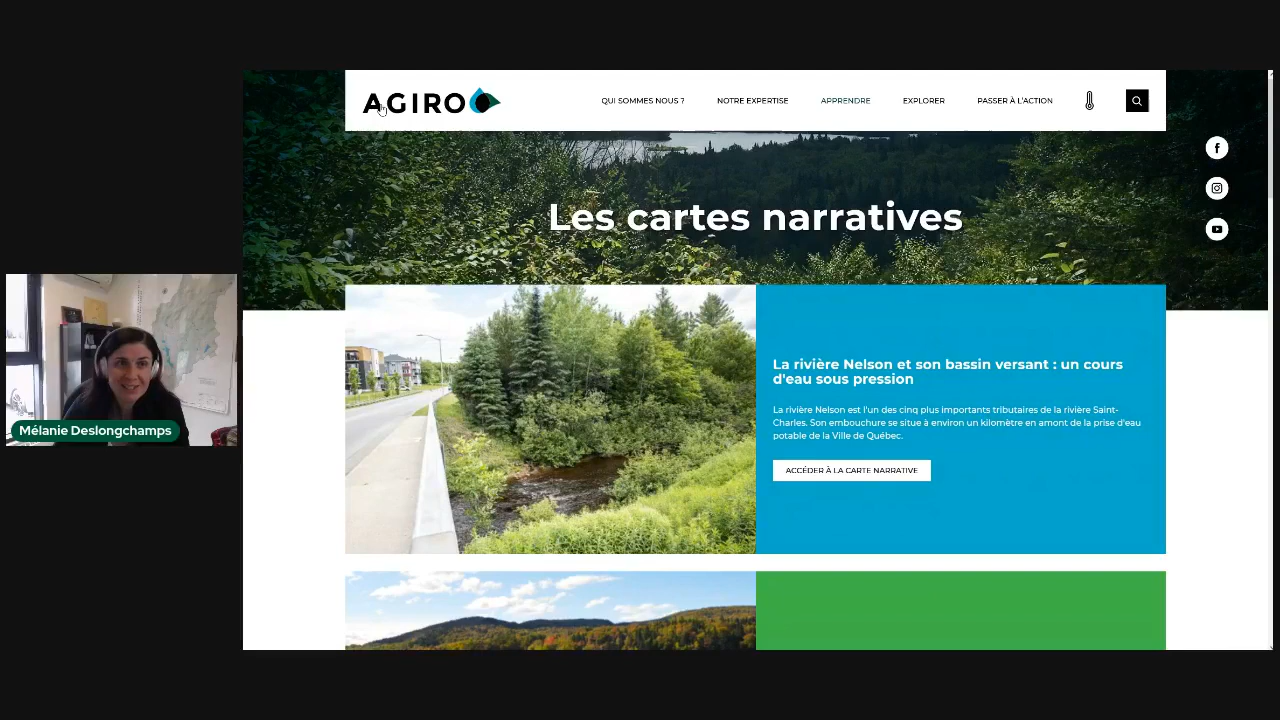 AGIRO
QUI SOMMES NOUS ?
NOTRE EXPERTISE
APPRENDRE
EXPLORER
PASSER À L'ACTION
Les cartes narratives
La rivière Nelson et son bassin versant : un cours
d'eau sous pression
La rivière Nelson est l'un des cinq plus importants tributaires de la rivière Saint-
Charles. Son embouchure se situe à environ un kilomètre en amont de la prise d'eau
potable de la Ville de Québec.
ACCÉDER À LA CARTE NARRATIVE
Mélanie Deslongchamps